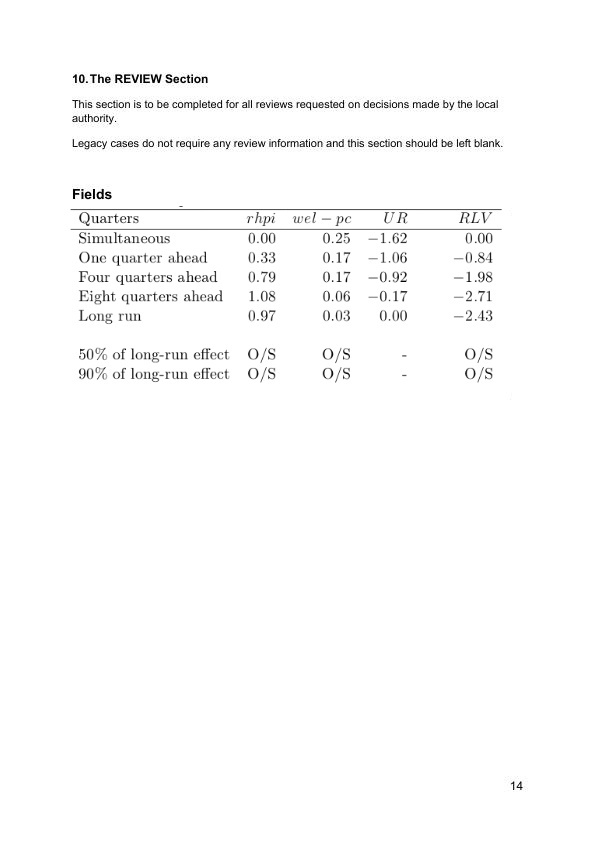 10. The REVIEW Section
This section is to be completed for all reviews requested on decisions made by the local
authority.
Legacy cases do not require any review information and this section should be left blank.
Fields
Quarters rhpi wel − pc UR RLV
Simultaneous 0.00 0.25 −1.62 0.00
One quarter ahead 0.33 0.17 −1.06 −0.84
Four quarters ahead 0.79 0.17 −0.92 −1.98
Eight quarters ahead 1.08 0.06 −0.17 −2.71
Long run 0.97 0.03 0.00 −2.43
50% of long-run effect O/S O/S - O/S
90% of long-run effect O/S O/S - O/S
14